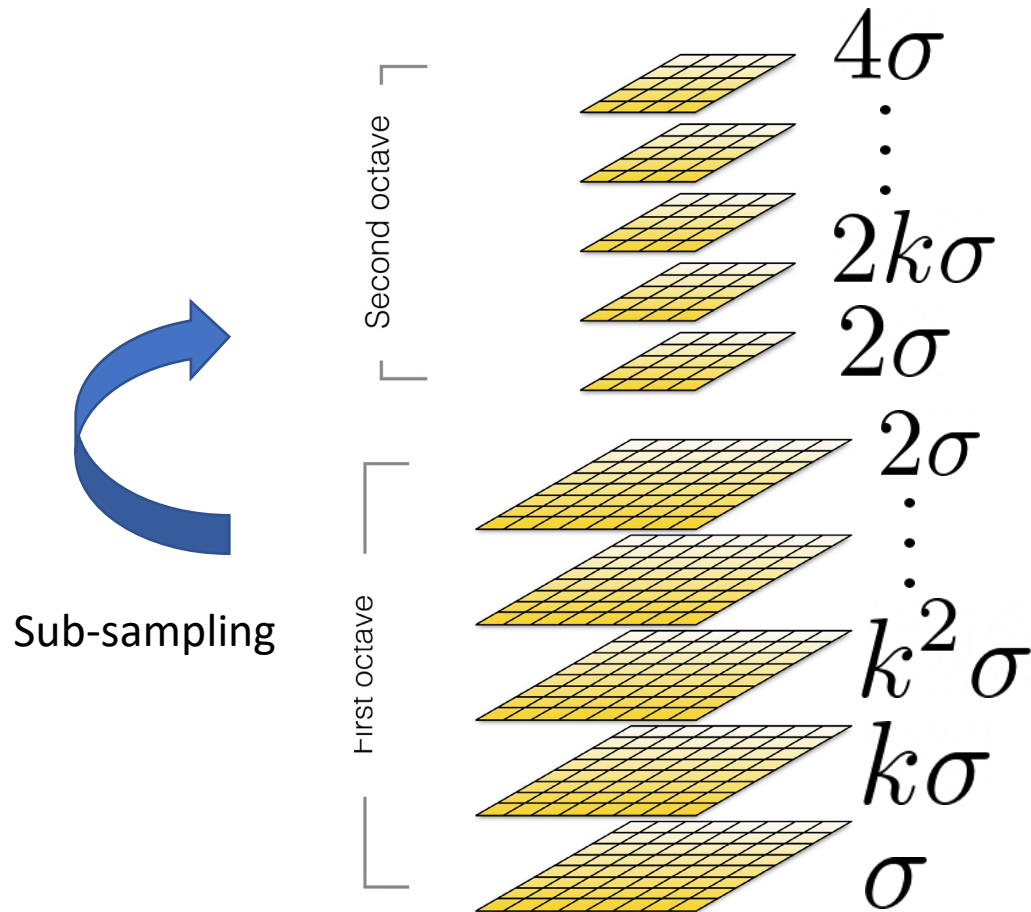 4σ
Second octave
2kσ
2σ
2σ
Sub-sampling
First octave
k²σ
kσ
σ